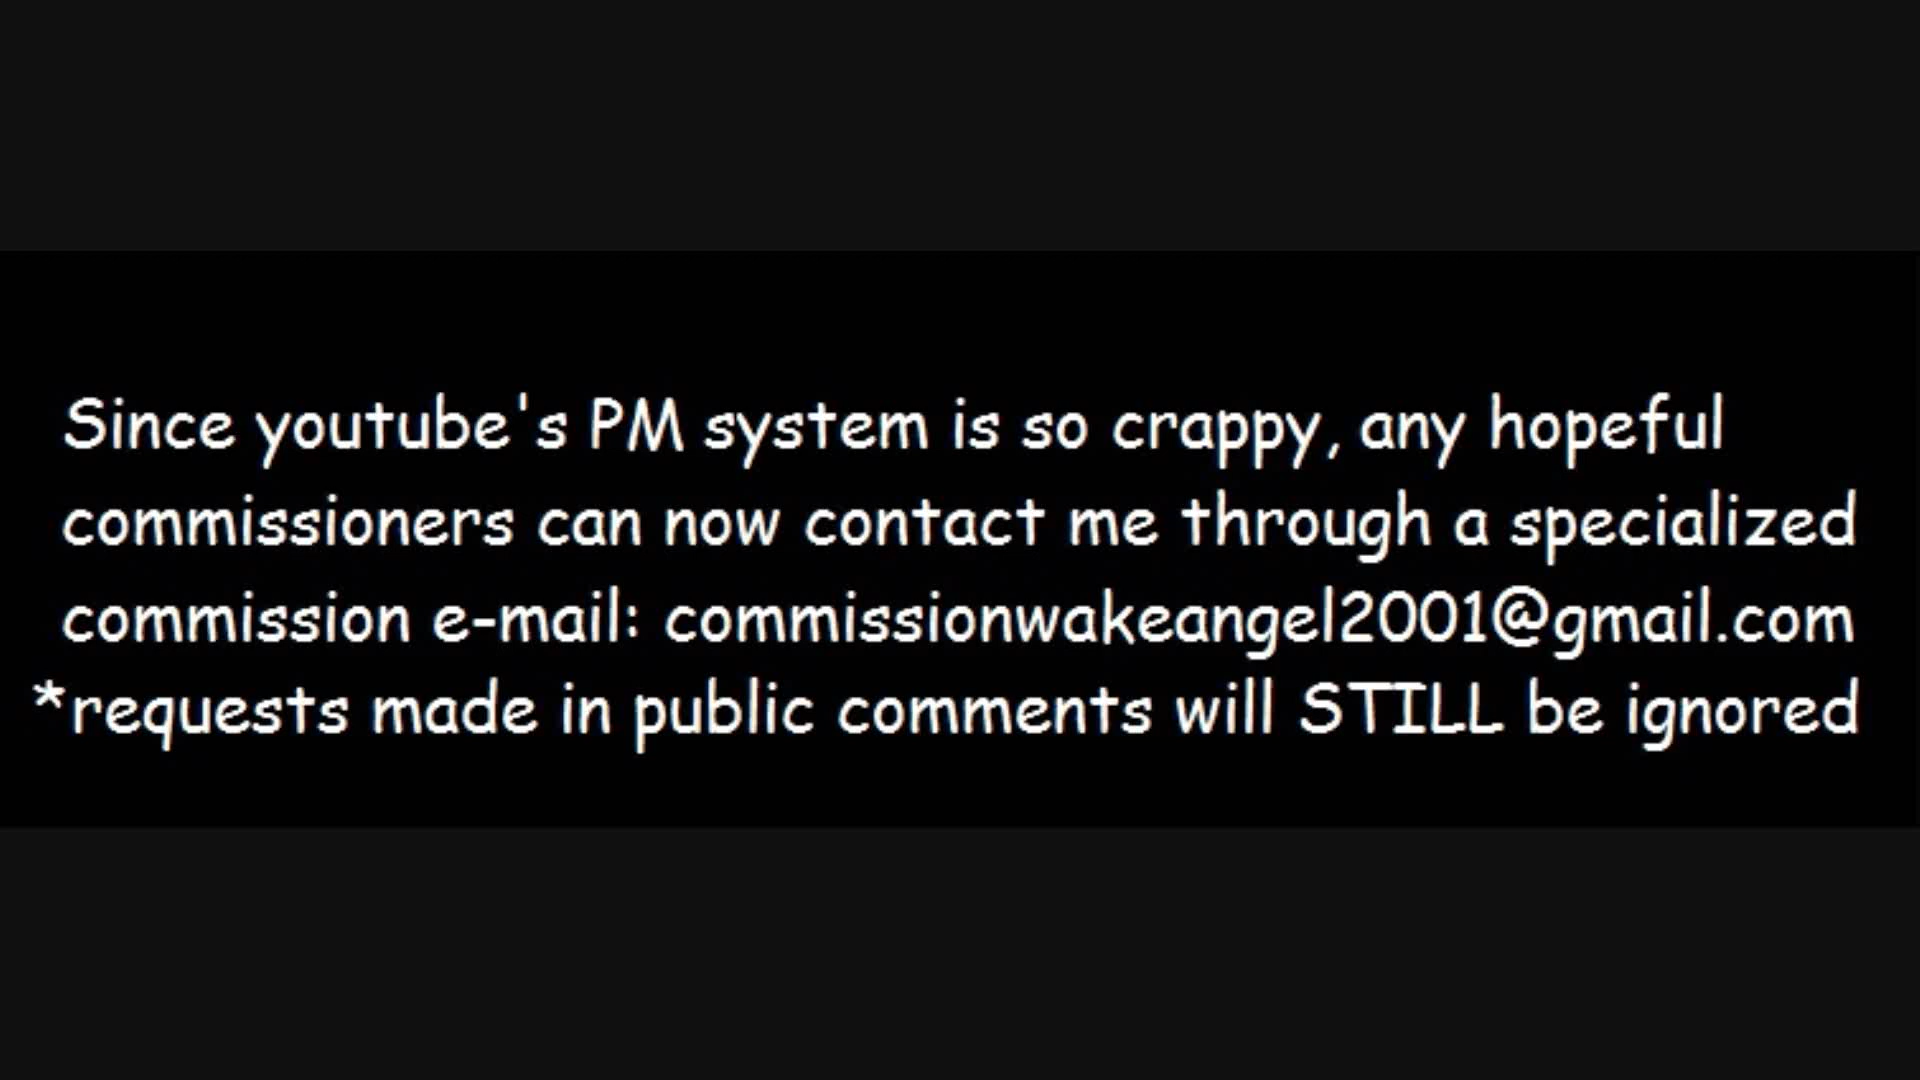 Since youtube's PM system is so crappy, any hopeful
commissioners can now contact me through a specialized
commission e-mail: commissionwakeangel2001@gmail.com
*requests made in public comments will STILL be ignored